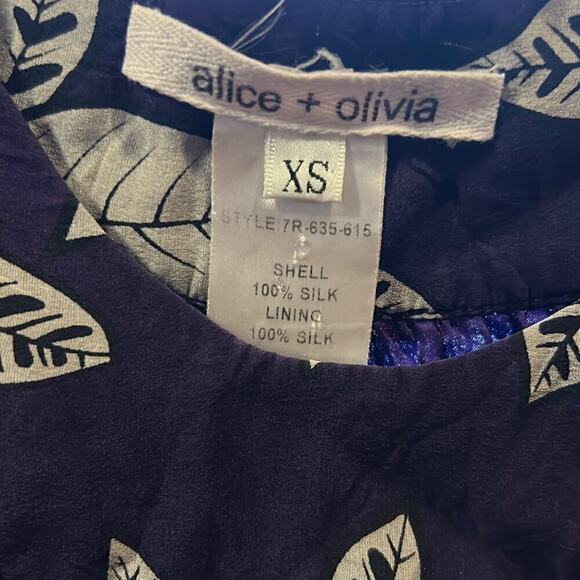 alice + olivia
XS
STYLE:7R-635-615
SHELL
100% SILK
LINING
100% SILK